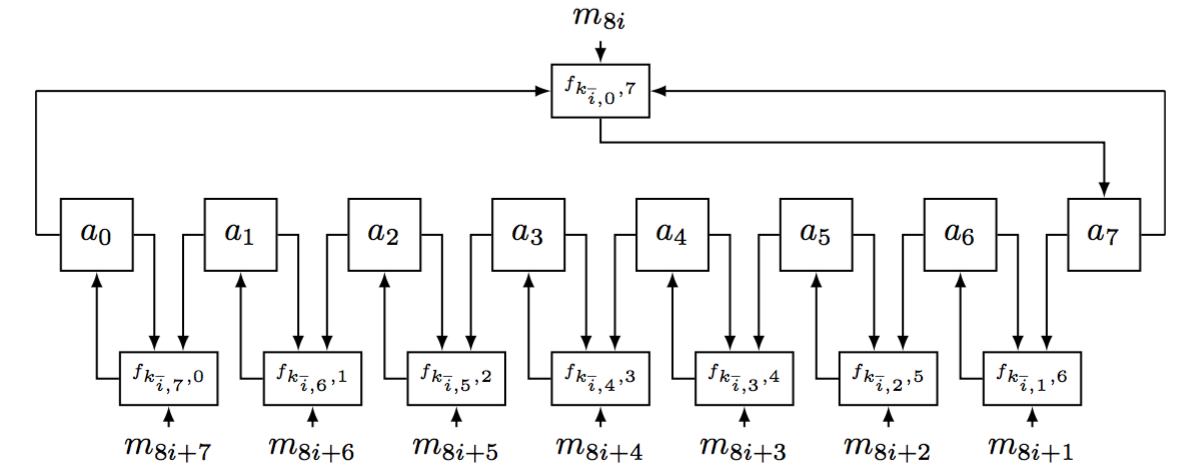 m_{8i}
f_{k_{\bar{i},0},7}
a_0 a_1 a_2 a_3 a_4 a_5 a_6 a_7
f_{k_{\bar{i},7},0} f_{k_{\bar{i},6},1} f_{k_{\bar{i},5},2} f_{k_{\bar{i},4},3} f_{k_{\bar{i},3},4} f_{k_{\bar{i},2},5} f_{k_{\bar{i},1},6}
m_{8i+7} m_{8i+6} m_{8i+5} m_{8i+4} m_{8i+3} m_{8i+2} m_{8i+1}